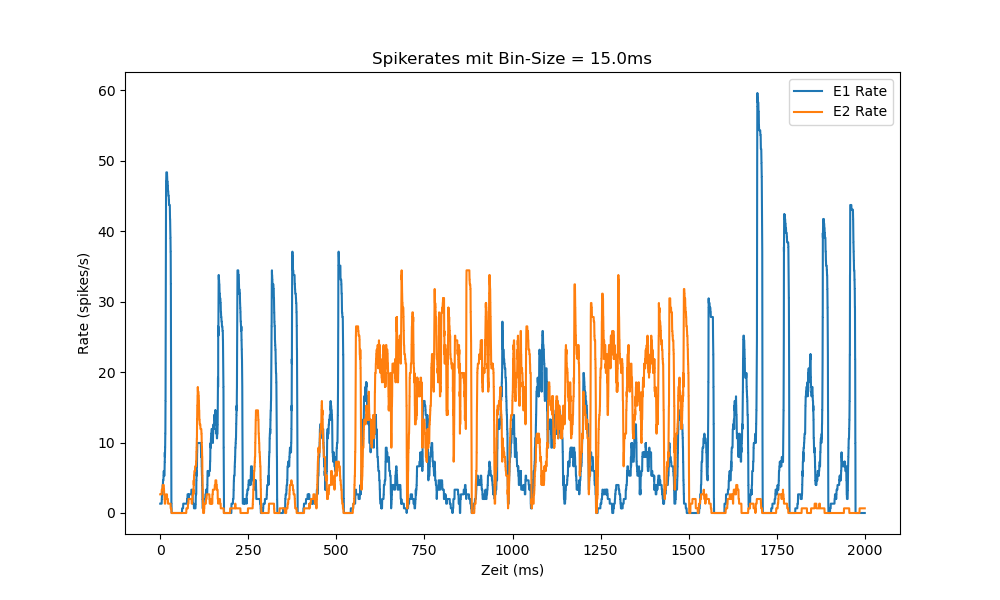 Spikerates mit Bin-Size = 15.0ms
E1 Rate
E2 Rate
Rate (spikes/s)
60
50
40
30
20
10
0
0 250 500 750 1000 1250 1500 1750 2000
Zeit (ms)